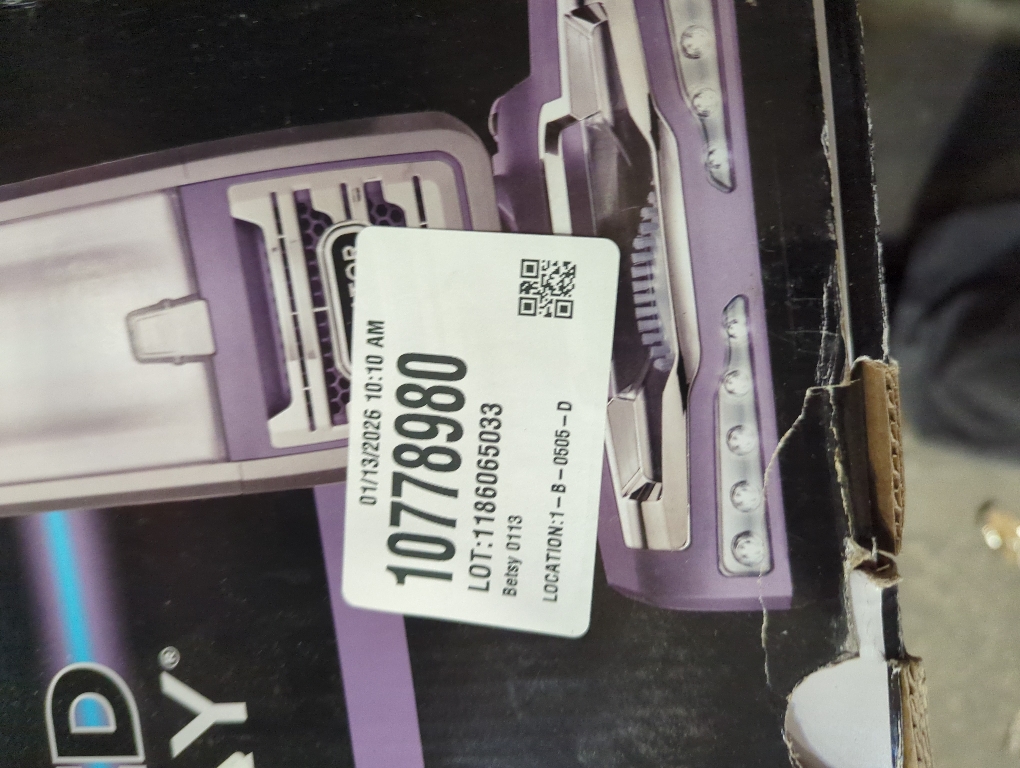 01/13/2026 10:10 AM
10778980
LOT:1186065033
Betsy 0113
LOCATION:1-B-0505-D